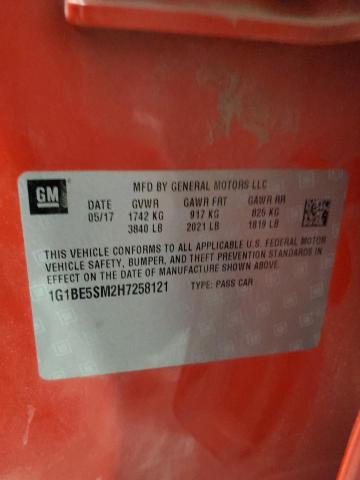 GM
MFD BY GENERAL MOTORS LLC
DATE GVWR GAWR FRT GAWR RR
05/17 1742 KG 917 KG 825 KG
3840 LB 2021 LB 1819 LB
THIS VEHICLE CONFORMS TO ALL APPLICABLE U.S. FEDERAL MOTOR
VEHICLE SAFETY, BUMPER, AND THEFT PREVENTION STANDARDS IN
EFFECT ON THE DATE OF MANUFACTURE SHOWN ABOVE.
1G1BE5SM2H7258121 TYPE: PASS CAR